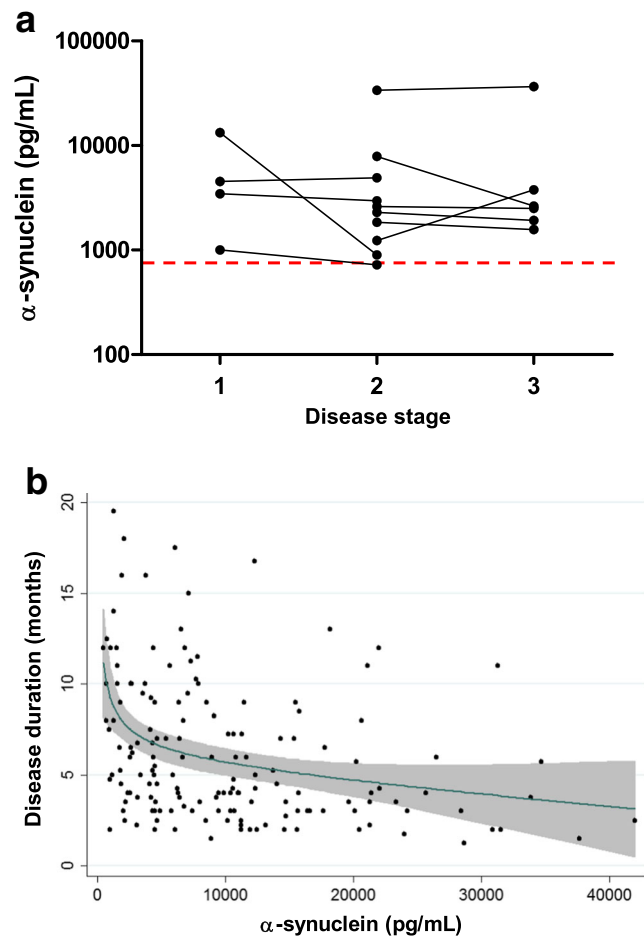 a
α-synuclein (pg/mL)
100000
10000
1000
100
1 2 3
Disease stage
b
Disease duration (months)
20
15
10
5
0
0 10000 20000 30000 40000
α-synuclein (pg/mL)